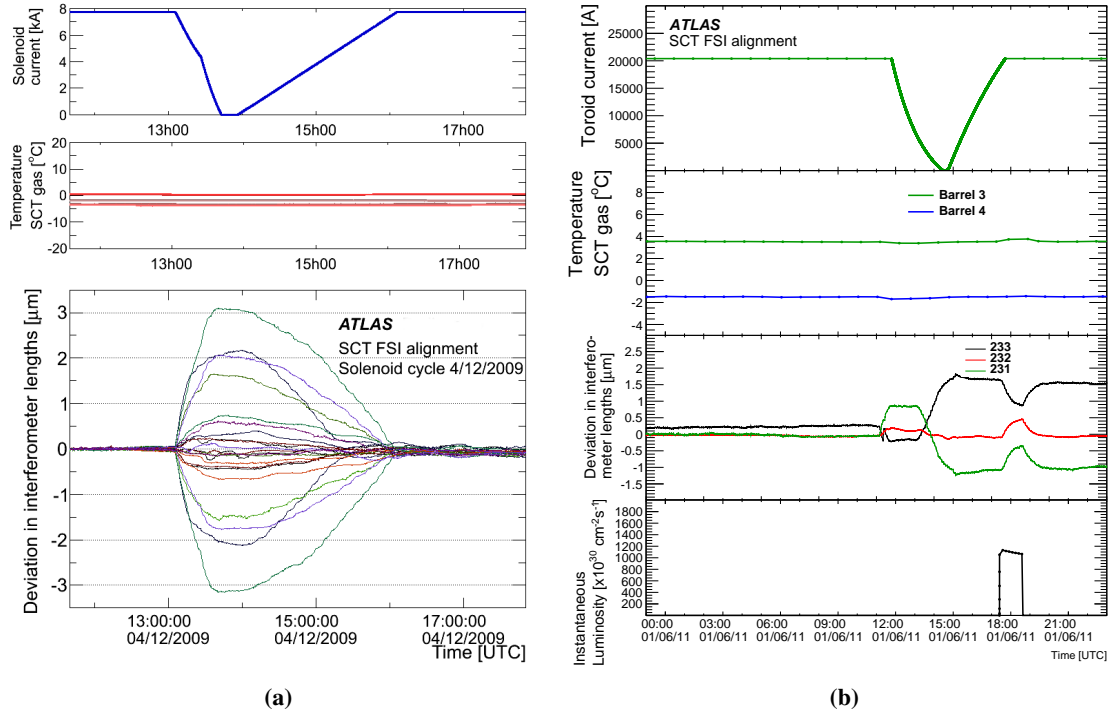 Solenoid
current [kA]
8
6
4
2
0
13h00
15h00
17h00
Temperature
SCT gas [°C]
20
10
0
-10
-20
13h00
15h00
17h00
Deviation in interferometer lengths [μm]
3
2
1
0
-1
-2
-3
ATLAS
SCT FSI alignment
Solenoid cycle 4/12/2009
13:00:00
04/12/2009
15:00:00
04/12/2009
17:00:00
04/12/2009
Time [UTC]
(a)
Toroid current [A]
25000
20000
15000
10000
5000
ATLAS
SCT FSI alignment
Temperature
SCT gas [°C]
8
6
4
2
0
-2
-4
Barrel 3
Barrel 4
Deviation in interfero-
meter lengths [μm]
2.5
2
1.5
1
0.5
0
-0.5
-1
-1.5
233
232
231
Instantaneous
Luminosity [x10³⁰ cm-2s-1]
1800
1600
1400
1200
1000
800
600
400
200
00:00
01/06/11
03:00
01/06/11
06:00
01/06/11
09:00
01/06/11
12:00
01/06/11
15:00
01/06/11
18:00
01/06/11
21:00
01/06/11
Time [UTC]
(b)